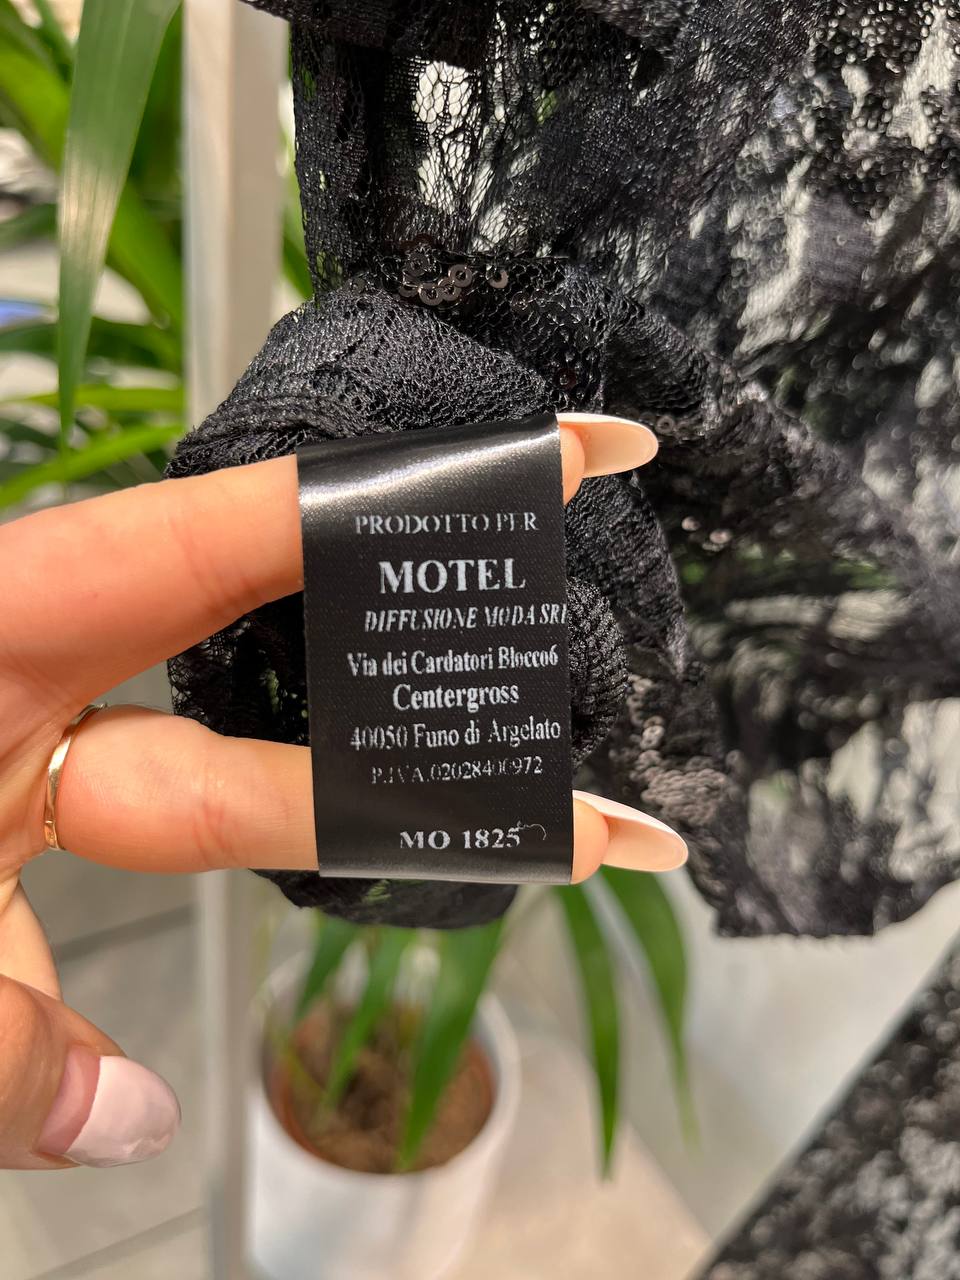 PRODOTTO PER
MOTEL
DIFFUSIONE MODA SRL
Via dei Cardatori Blocco6
Centergross
40050 Funo di Argelato
P.IVA.02028400972
MO 1825